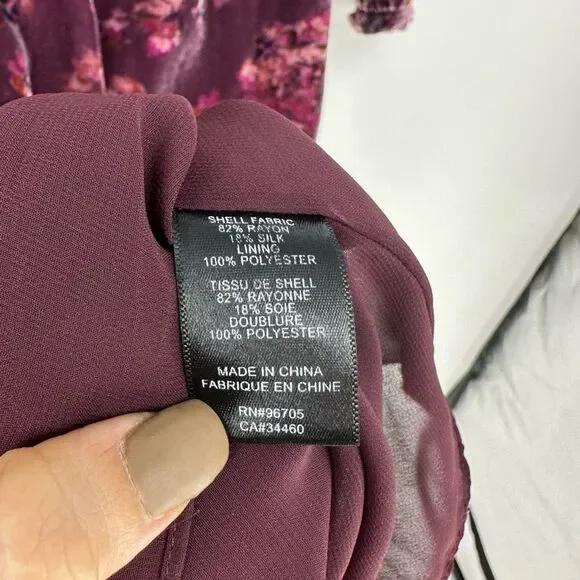 SHELL FABRIC
82% RAYON
18% SILK
LINING
100% POLYESTER
TISSU DE SHELL
82% RAYONNE
18% SOIE
DOUBLURE
100% POLYESTER
MADE IN CHINA
FABRIQUE EN CHINE
RN#96705
CA#34460